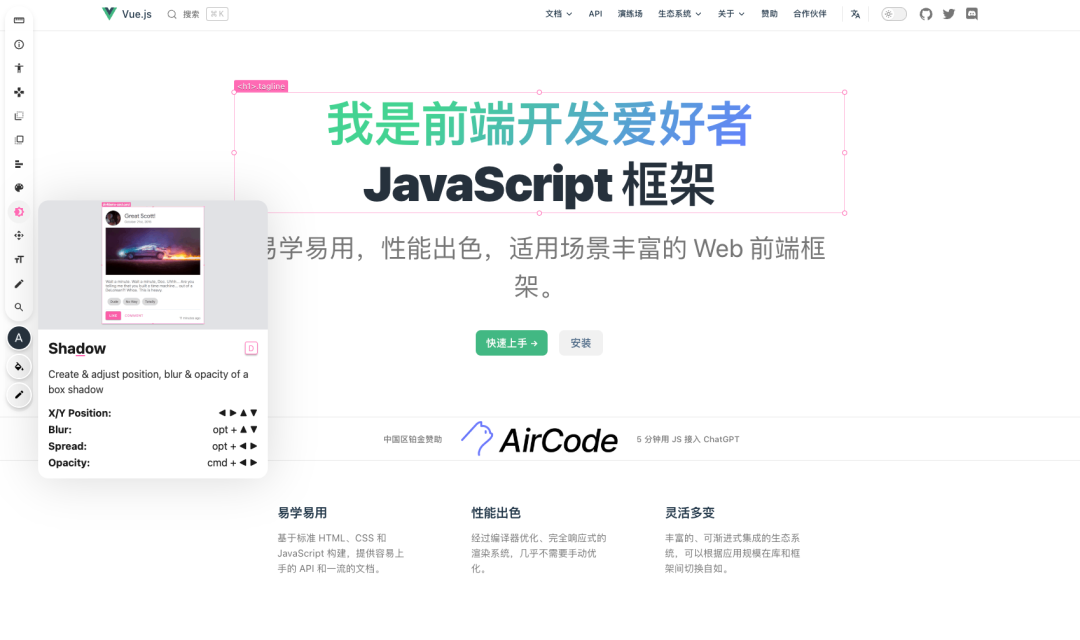 Vue.js
搜索
⌘K
文档
API
演练场
生态系统
关于
赞助
合作伙伴
<h1>.tagline
我是前端开发爱好者
JavaScript 框架
易学易用，性能出色，适用场景丰富的 Web 前端框
架。
快速上手 →
安装
Great Scott!
Shadow
D
Create & adjust position, blur & opacity of a
box shadow
X/Y Position: ◀ ▶ ▲ ▼
Blur: opt + ▲ ▼
Spread: opt + ◀ ▶
Opacity: cmd + ◀ ▶
A
中国区铂金赞助
AirCode
5 分钟用 JS 接入 ChatGPT
易学易用
基于标准 HTML、CSS 和
JavaScript 构建，提供容易上
手的 API 和一流的文档。
性能出色
经过编译器优化、完全响应式的
渲染系统，几乎不需要手动优
化。
灵活多变
丰富的、可渐进式集成的生态系
统，可以根据应用规模在库和框
架间切换自如。